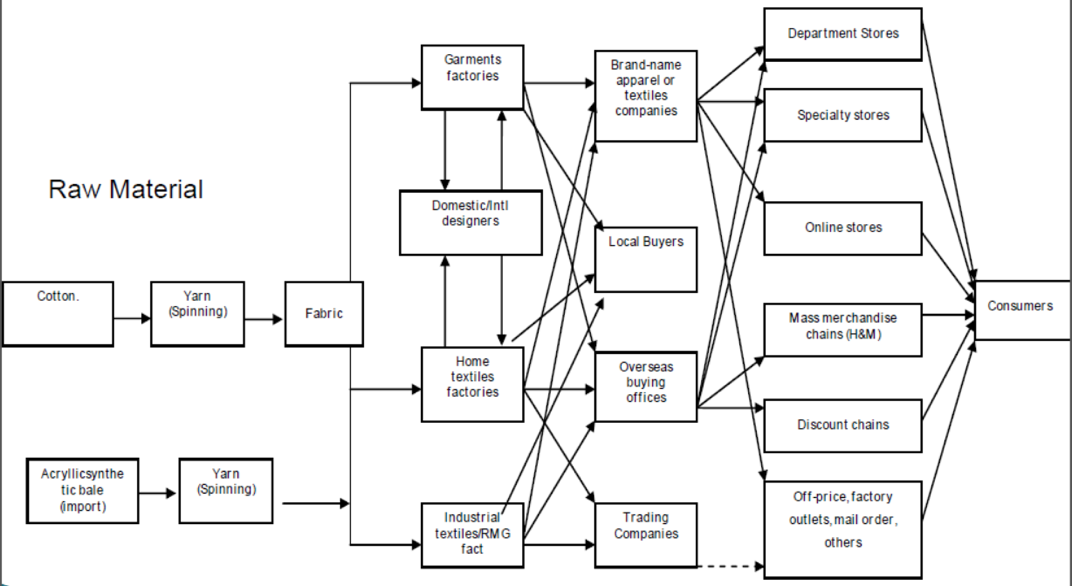 Raw Material
Cotton.
Yarn
(Spinning)
Fabric
Acryllicsynthe
tic bale
(import)
Yarn
(Spinning)
Garments
factories
Domestic/Intl
designers
Home
textiles
factories
Industrial
textiles/RMG
fact
Brand-name
apparel or
textiles
companies
Local Buyers
Overseas
buying
offices
Trading
Companies
Department Stores
Specialty stores
Online stores
Mass merchandise
chains (H&M)
Discount chains
Off-price, factory
outlets, mail order,
others
Consumers